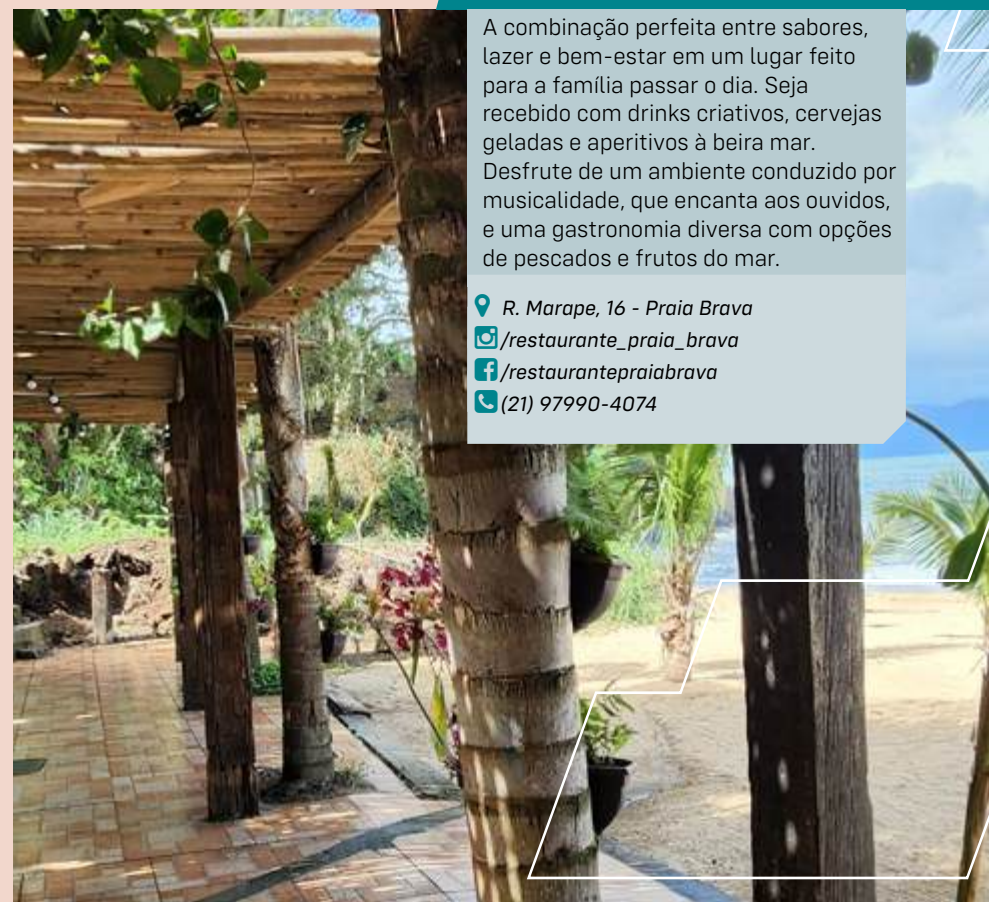 A combinação perfeita entre sabores,
lazer e bem-estar em um lugar feito
para a família passar o dia. Seja
recebido com drinks criativos, cervejas
geladas e aperitivos à beira mar.
Desfrute de um ambiente conduzido por
musicalidade, que encanta aos ouvidos,
e uma gastronomia diversa com opções
de pescados e frutos do mar.
R. Marape, 16 - Praia Brava
/restaurante_praia_brava
/restaurantepraiabrava
(21) 97990-4074